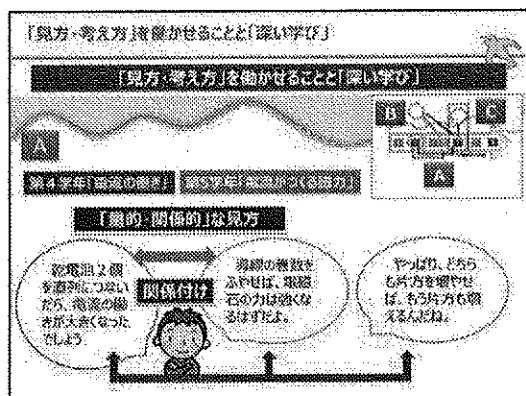 「見方・考え方」を働かせることと「深い学び」
「見方・考え方」を働かせることと「深い学び」
A
B
C
A
第4学年「電流の働き」
第5学年「電流がつくる磁力」
「量的・関係的」な見方
乾電池2個
を直列につない
だら、電流の働
きが大きくなった
でしょう
関係付け
導線の巻数を
ふやせば、電磁
石の力は強くな
るはずだよ。
やっぱり、どちら
も片方を増やせ
ば、もう片方も増
えるんだね。